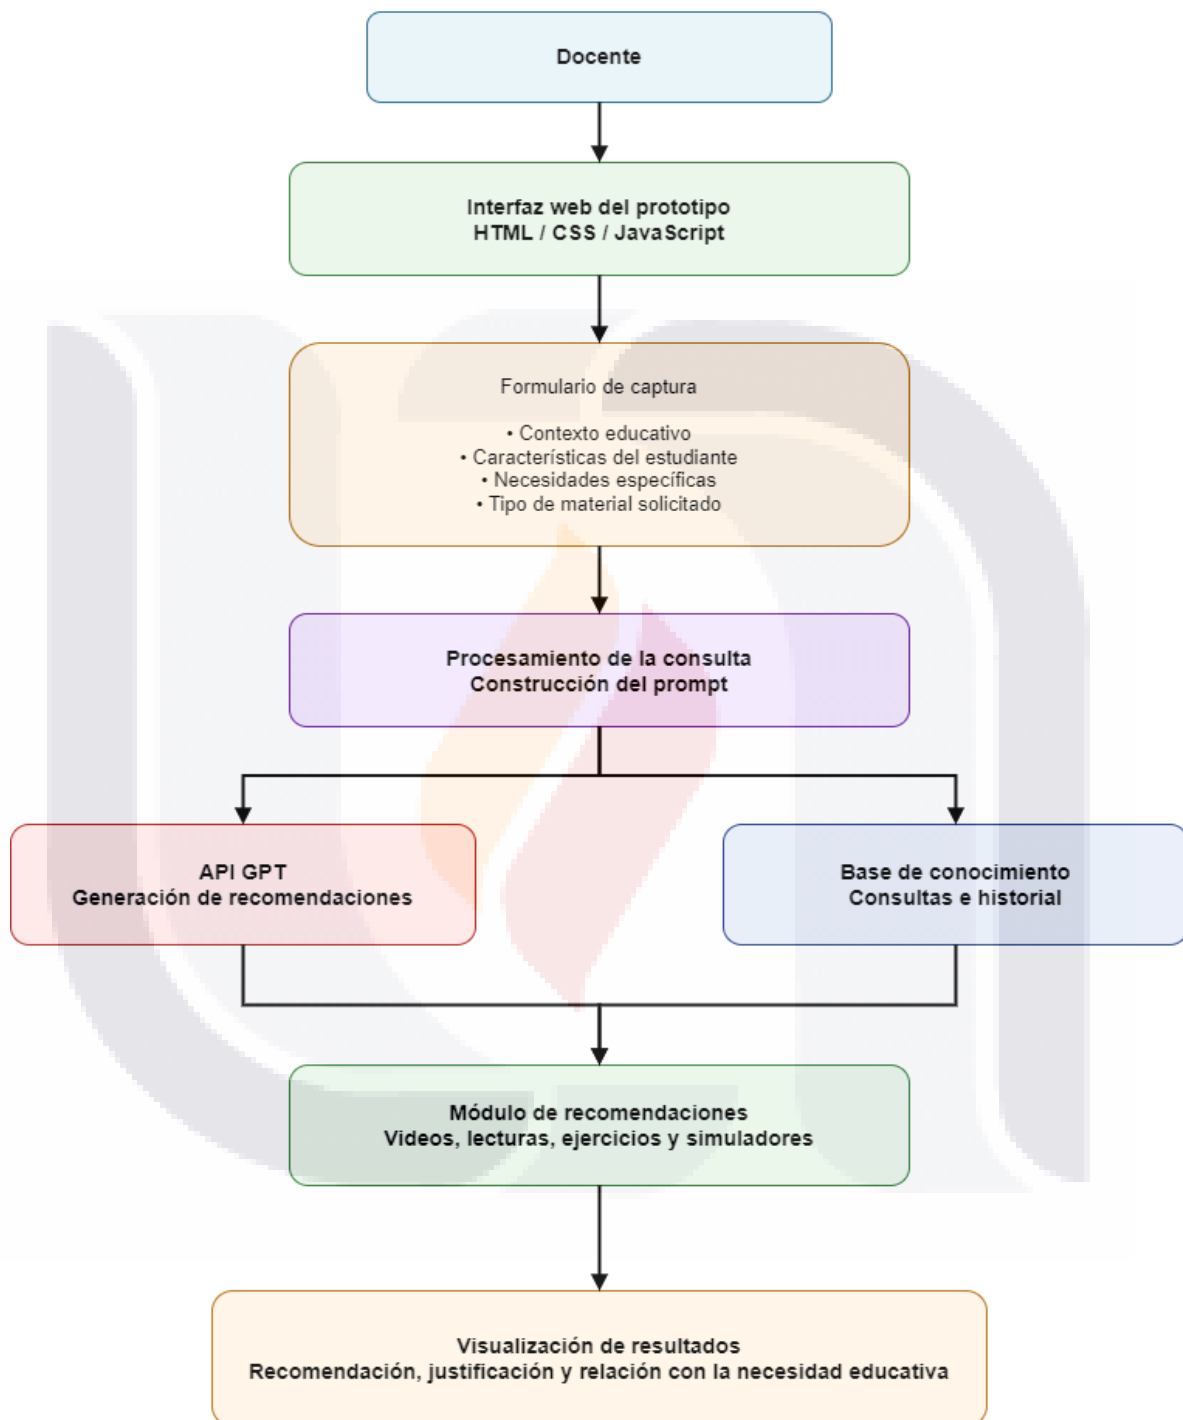 Docente
Interfaz web del prototipo
HTML / CSS / JavaScript
Formulario de captura
• Contexto educativo
• Características del estudiante
• Necesidades específicas
• Tipo de material solicitado
Procesamiento de la consulta
Construcción del prompt
API GPT
Generación de recomendaciones
Base de conocimiento
Consultas e historial
Módulo de recomendaciones
Videos, lecturas, ejercicios y simuladores
Visualización de resultados
Recomendación, justificación y relación con la necesidad educativa